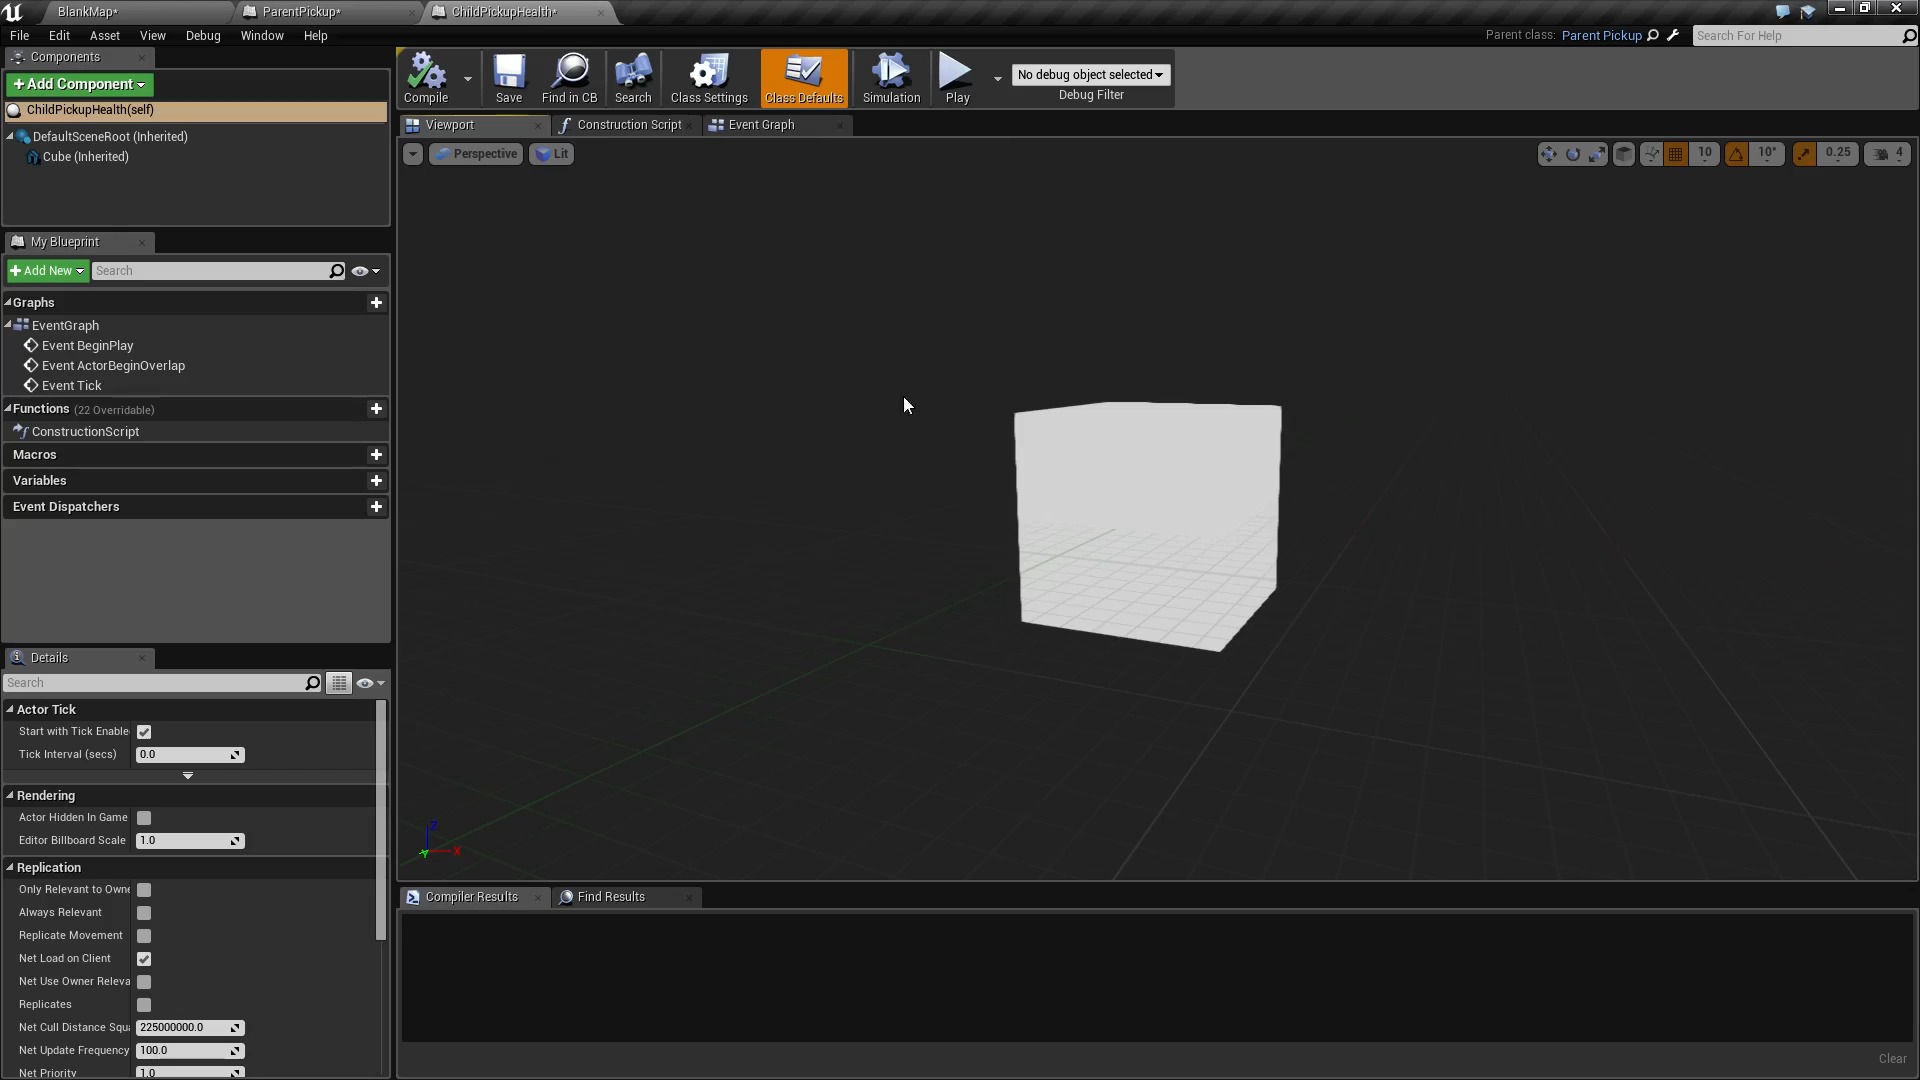 BlankMap*
ParentPickup*
ChildPickupHealth*
File Edit Asset View Debug Window Help
Parent class: Parent Pickup
Search For Help
Components
Add Component
ChildPickupHealth(self)
DefaultSceneRoot (Inherited)
Cube (Inherited)
Compile
Save
Find in CB
Search
Class Settings
Class Defaults
Simulation
Play
No debug object selected
Debug Filter
Viewport
Construction Script
Event Graph
Perspective
Lit
10
10°
0.25
4
My Blueprint
Add New
Search
Graphs
EventGraph
Event BeginPlay
Event ActorBeginOverlap
Event Tick
Functions (22 Overridable)
ConstructionScript
Macros
Variables
Event Dispatchers
Details
Search
Actor Tick
Start with Tick Enable
Tick Interval (secs) 0.0
Rendering
Actor Hidden In Game
Editor Billboard Scale 1.0
Replication
Only Relevant to Owne
Always Relevant
Replicate Movement
Net Load on Client
Net Use Owner Releva
Replicates
Net Cull Distance Squa 225000000.0
Net Update Frequency 100.0
Net Priority 1.0
Z
Y
X
Compiler Results
Find Results
Clear